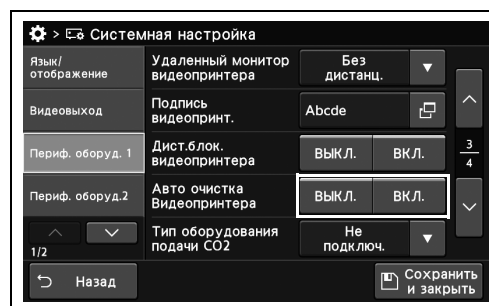 > Системная настройка
Язык/
отображение
Видеовыход
Периф. оборуд. 1
Периф. оборуд.2
1/2
Удаленный монитор
видеопринтера
Без
дистанц.
Подпись
видеопринт.
Abcde
Дист.блок.
видеопринтера
ВЫКЛ. ВКЛ.
Авто очистка
Видеопринтера
ВЫКЛ. ВКЛ.
Тип оборудования
подачи CO2
Не
подключ.
3
4
Назад
Сохранить
и закрыть